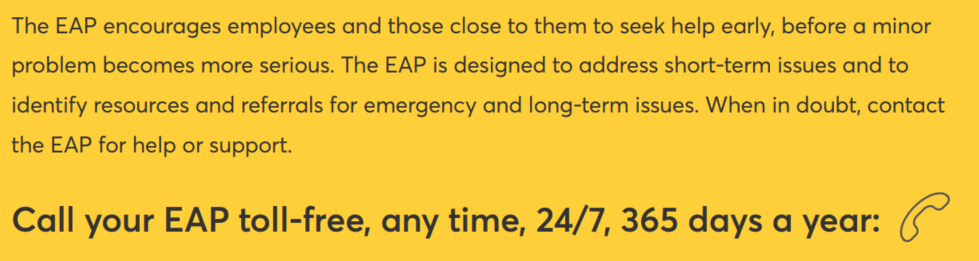 The EAP encourages employees and those close to them to seek help early, before a minor
problem becomes more serious. The EAP is designed to address short-term issues and to
identify resources and referrals for emergency and long-term issues. When in doubt, contact
the EAP for help or support.
Call your EAP toll-free, any time, 24/7, 365 days a year: